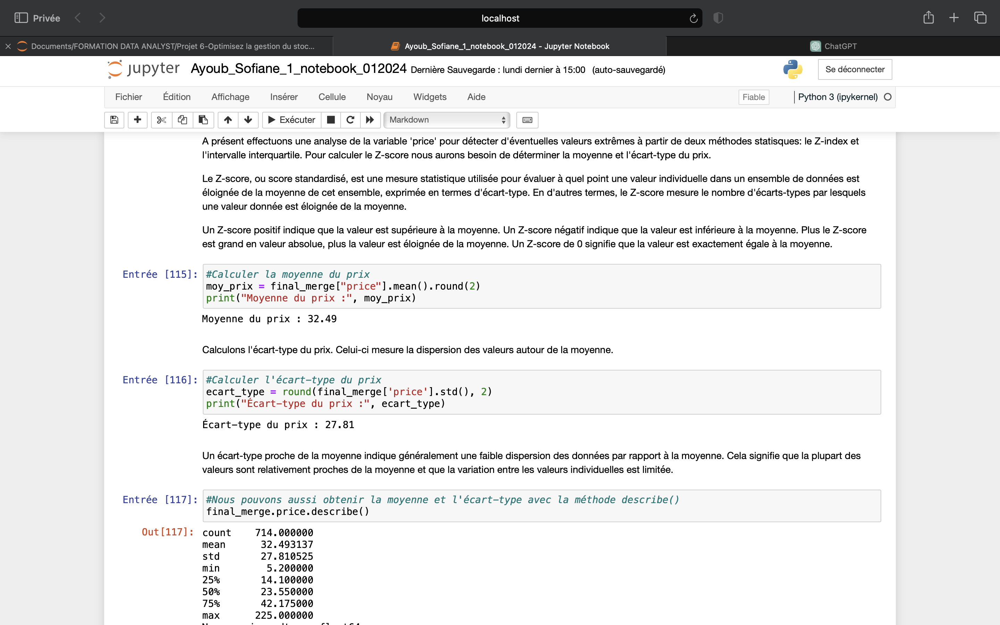 Privée
localhost
Documents/FORMATION DATA ANALYST/Projet 6-Optimisez la gestion du stoc...
Ayoub_Sofiane_1_notebook_012024 - Jupyter Notebook
ChatGPT
jupyter Ayoub_Sofiane_1_notebook_012024 Dernière Sauvegarde : lundi dernier à 15:00 (auto-sauvegardé)
Se déconnecter
Fichier Édition Affichage Insérer Cellule Noyau Widgets Aide
Fiable
Python 3 (ipykernel)
Exécuter
Markdown
A présent effectuons une analyse de la variable 'price' pour détecter d'éventuelles valeurs extrêmes à partir de deux méthodes statisques: le Z-index et
l'intervalle interquartile. Pour calculer le Z-score nous aurons besoin de déterminer la moyenne et l'écart-type du prix.
Le Z-score, ou score standardisé, est une mesure statistique utilisée pour évaluer à quel point une valeur individuelle dans un ensemble de données est
éloignée de la moyenne de cet ensemble, exprimée en termes d'écart-type. En d'autres termes, le Z-score mesure le nombre d'écarts-types par lesquels
une valeur donnée est éloignée de la moyenne.
Un Z-score positif indique que la valeur est supérieure à la moyenne. Un Z-score négatif indique que la valeur est inférieure à la moyenne. Plus le Z-score
est grand en valeur absolue, plus la valeur est éloignée de la moyenne. Un Z-score de 0 signifie que la valeur est exactement égale à la moyenne.
Entrée [115]: #Calculer la moyenne du prix
moy_prix = final_merge["price"].mean().round(2)
print("Moyenne du prix :", moy_prix)
Moyenne du prix : 32.49
Calculons l'écart-type du prix. Celui-ci mesure la dispersion des valeurs autour de la moyenne.
Entrée [116]: #Calculer l'écart-type du prix
ecart_type = round(final_merge['price'].std(), 2)
print("Écart-type du prix :", ecart_type)
Écart-type du prix : 27.81
Un écart-type proche de la moyenne indique généralement une faible dispersion des données par rapport à la moyenne. Cela signifie que la plupart des
valeurs sont relativement proches de la moyenne et que la variation entre les valeurs individuelles est limitée.
Entrée [117]: #Nous pouvons aussi obtenir la moyenne et l'écart-type avec la méthode describe()
final_merge.price.describe()
Out[117]: count 714.000000
mean 32.493137
std 27.810525
min 5.200000
25% 14.100000
50% 23.550000
75% 42.175000
max 225.000000